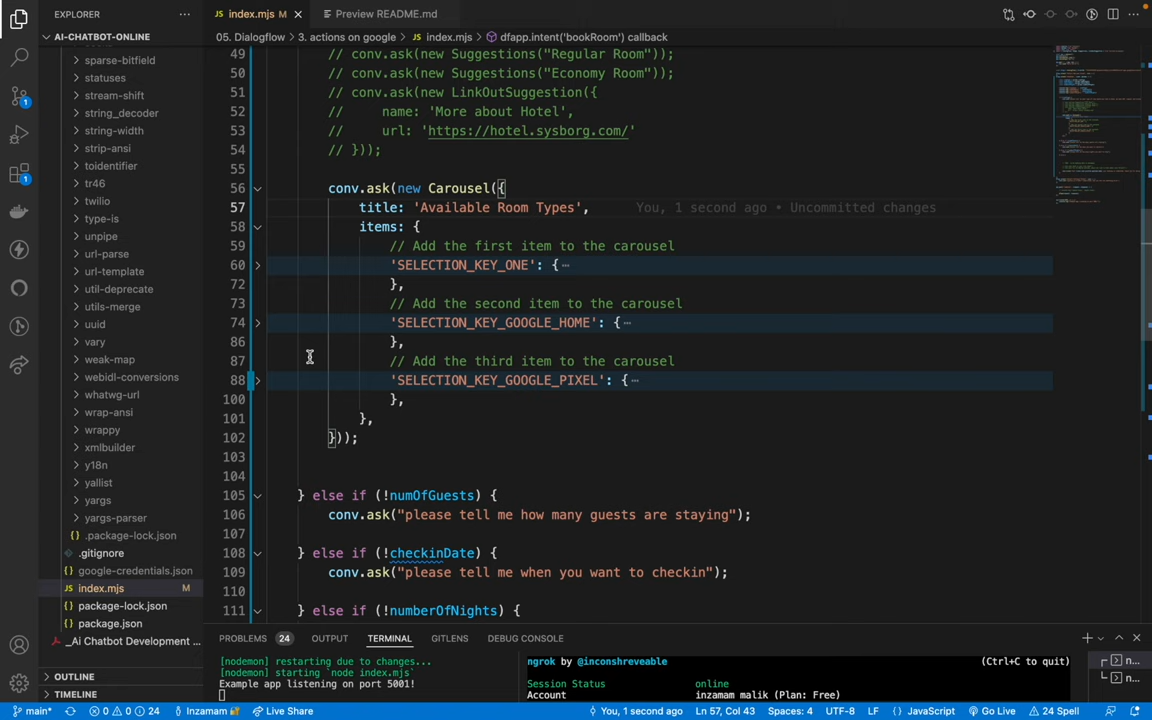 EXPLORER
···
index.mjs M ×
Preview README.md
AI-CHATBOT-ONLINE
05. Dialogflow > 3. actions on google > index.mjs > dfapp.intent('bookRoom') callback
sparse-bitfield
statuses
stream-shift
string_decoder
string-width
strip-ansi
toidentifier
tr46
twilio
type-is
unpipe
url-parse
url-template
util-deprecate
utils-merge
uuid
vary
weak-map
webidl-conversions
whatwg-url
wrap-ansi
wrappy
xmlbuilder
y18n
yallist
yargs
yargs-parser
{} .package-lock.json
.gitignore
{} google-credentials.json
JS index.mjs M
{} package-lock.json
{} package.json
_Ai Chatbot Development ...
OUTLINE
TIMELINE
49 // conv.ask(new Suggestions("Regular Room"));
50 // conv.ask(new Suggestions("Economy Room"));
51 // conv.ask(new LinkOutSuggestion({
52 // name: 'More about Hotel',
53 // url: 'https://hotel.sysborg.com/'
54 // }));
55
56 conv.ask(new Carousel({
57 title: 'Available Room Types', You, 1 second ago • Uncommitted changes
58 items: {
59 // Add the first item to the carousel
60 'SELECTION_KEY_ONE': {···
72 },
73 // Add the second item to the carousel
74 'SELECTION_KEY_GOOGLE_HOME': {···
86 },
87 // Add the third item to the carousel
88 'SELECTION_KEY_GOOGLE_PIXEL': {···
100 },
101 },
102 }));
103
104
105 } else if (!numOfGuests) {
106 conv.ask("please tell me how many guests are staying");
107
108 } else if (!checkinDate) {
109 conv.ask("please tell me when you want to checkin");
110
111 } else if (!numberOfNights) {
PROBLEMS 24 OUTPUT TERMINAL GITLENS DEBUG CONSOLE
[nodemon] restarting due to changes...
[nodemon] starting `node index.mjs`
Example app listening on port 5001!
ngrok by @inconshreveable (Ctrl+C to quit)
Session Status online
Account inzamam malik (Plan: Free)
n...
n...
main* 0 0 24 Inzamam Live Share You, 1 second ago Ln 57, Col 43 Spaces: 4 UTF-8 LF {} JavaScript Go Live 24 Spell